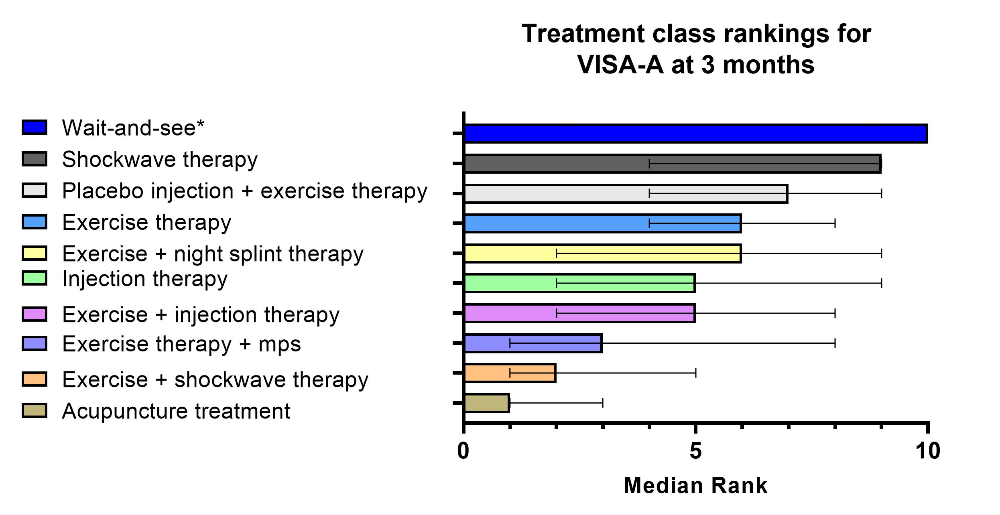 Treatment class rankings for
VISA-A at 3 months
Wait-and-see*
Shockwave therapy
Placebo injection + exercise therapy
Exercise therapy
Exercise + night splint therapy
Injection therapy
Exercise + injection therapy
Exercise therapy + mps
Exercise + shockwave therapy
Acupuncture treatment
0 5 10
Median Rank